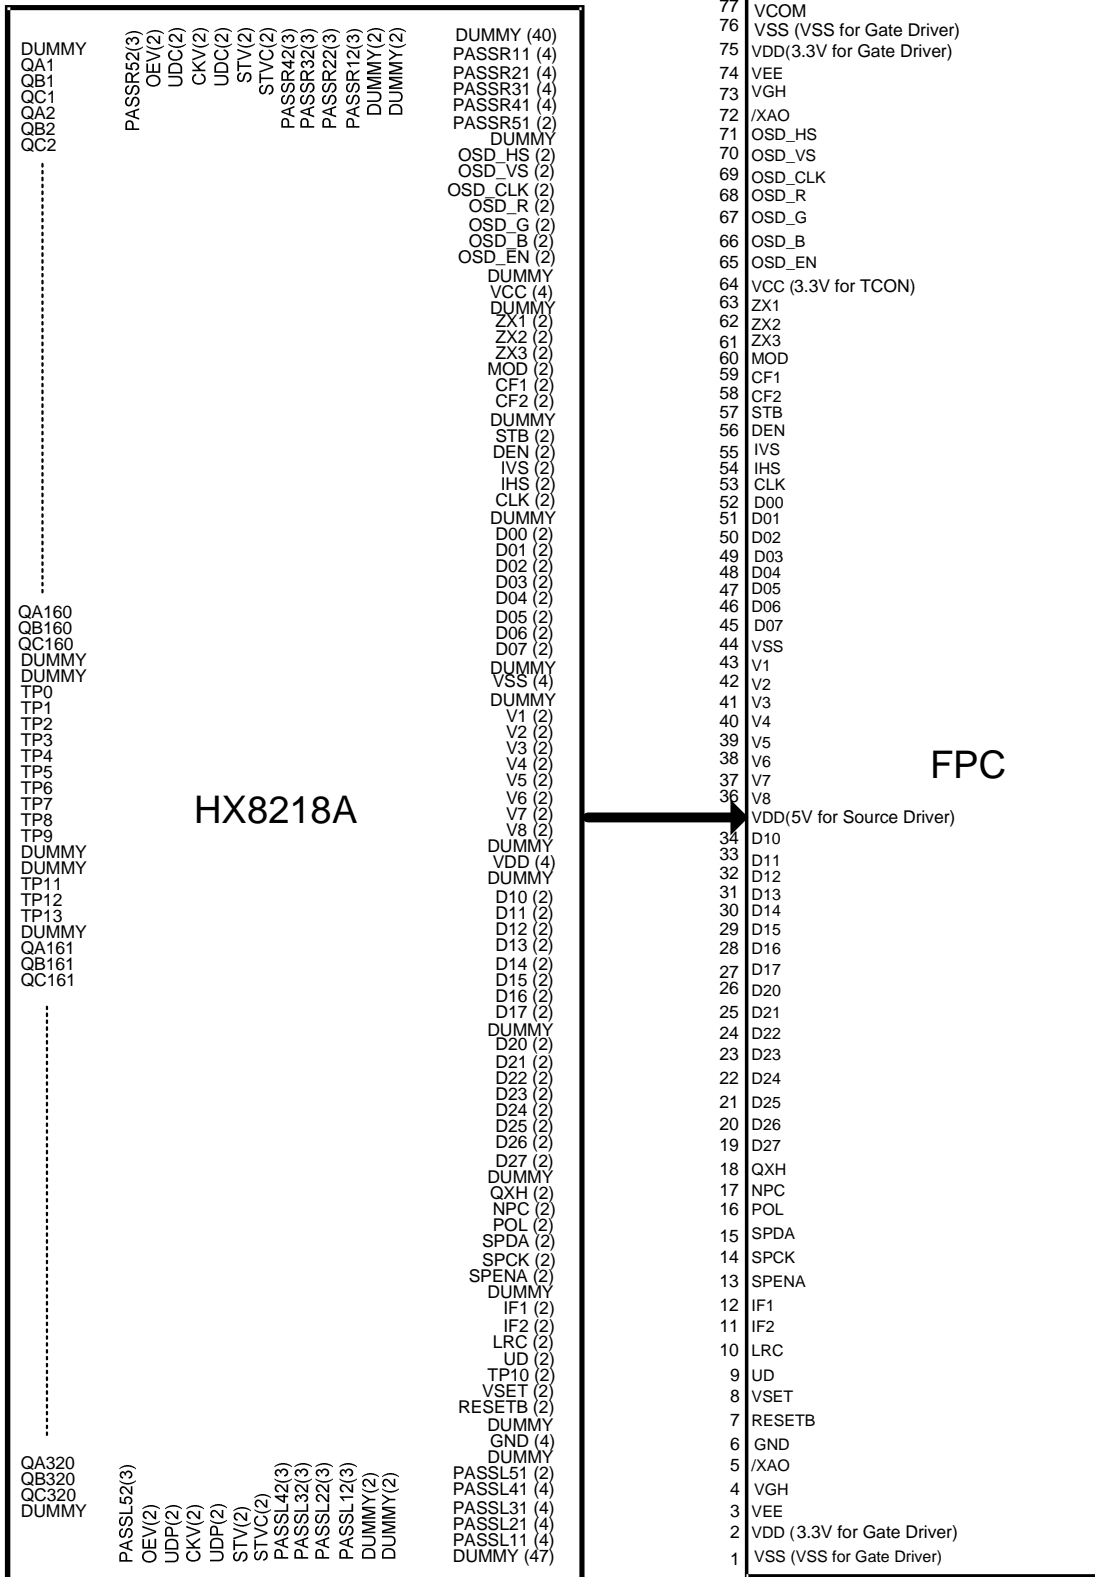 DUMMY
QA1
QB1
QC1
QA2
QB2
QC2
QA160
QB160
QC160
DUMMY
DUMMY
TP0
TP1
TP2
TP3
TP4
TP5
TP6
TP7
TP8
TP9
DUMMY
DUMMY
TP11
TP12
TP13
DUMMY
QA161
QB161
QC161
QA320
QB320
QC320
DUMMY
PASSR52(3)
OEV(2)
UDC(2)
CKV(2)
UDC(2)
STV(2)
STVC(2)
PASSR42(3)
PASSR32(3)
PASSR22(3)
PASSR12(3)
DUMMY(2)
DUMMY(2)
HX8218A
PASSL52(3)
OEV(2)
UDP(2)
CKV(2)
UDP(2)
STV(2)
STVC(2)
PASSL42(3)
PASSL32(3)
PASSL22(3)
PASSL12(3)
DUMMY(2)
DUMMY(2)
DUMMY (40)
PASSR11 (4)
PASSR21 (4)
PASSR31 (4)
PASSR41 (4)
PASSR51 (2)
DUMMY
OSD_HS (2)
OSD_VS (2)
OSD_CLK (2)
OSD_R (2)
OSD_G (2)
OSD_B (2)
OSD_EN (2)
DUMMY
VCC (4)
DUMMY
ZX1 (2)
ZX2 (2)
ZX3 (2)
MOD (2)
CF1 (2)
CF2 (2)
DUMMY
STB (2)
DEN (2)
IVS (2)
IHS (2)
CLK (2)
DUMMY
D00 (2)
D01 (2)
D02 (2)
D03 (2)
D04 (2)
D05 (2)
D06 (2)
D07 (2)
DUMMY
VSS (4)
DUMMY
V1 (2)
V2 (2)
V3 (2)
V4 (2)
V5 (2)
V6 (2)
V7 (2)
V8 (2)
DUMMY
VDD (4)
DUMMY
D10 (2)
D11 (2)
D12 (2)
D13 (2)
D14 (2)
D15 (2)
D16 (2)
D17 (2)
DUMMY
D20 (2)
D21 (2)
D22 (2)
D23 (2)
D24 (2)
D25 (2)
D26 (2)
D27 (2)
DUMMY
QXH (2)
NPC (2)
POL (2)
SPDA (2)
SPCK (2)
SPENA (2)
DUMMY
IF1 (2)
IF2 (2)
LRC (2)
UD (2)
TP10 (2)
VSET (2)
RESETB (2)
DUMMY
GND (4)
DUMMY
PASSL51 (2)
PASSL41 (4)
PASSL31 (4)
PASSL21 (4)
PASSL11 (4)
DUMMY (47)
77 VCOM
76 VSS (VSS for Gate Driver)
75 VDD(3.3V for Gate Driver)
74 VEE
73 VGH
72 /XAO
71 OSD_HS
70 OSD_VS
69 OSD_CLK
68 OSD_R
67 OSD_G
66 OSD_B
65 OSD_EN
64 VCC (3.3V for TCON)
63 ZX1
62 ZX2
61 ZX3
60 MOD
59 CF1
58 CF2
57 STB
56 DEN
55 IVS
54 IHS
53 CLK
52 D00
51 D01
50 D02
49 D03
48 D04
47 D05
46 D06
45 D07
44 VSS
43 V1
42 V2
41 V3
40 V4
39 V5
38 V6
37 V7
36 V8
VDD(5V for Source Driver)
34 D10
33 D11
32 D12
31 D13
30 D14
29 D15
28 D16
27 D17
26 D20
25 D21
24 D22
23 D23
22 D24
21 D25
20 D26
19 D27
18 QXH
17 NPC
16 POL
15 SPDA
14 SPCK
13 SPENA
12 IF1
11 IF2
10 LRC
9 UD
8 VSET
7 RESETB
6 GND
5 /XAO
4 VGH
3 VEE
2 VDD (3.3V for Gate Driver)
1 VSS (VSS for Gate Driver)
FPC